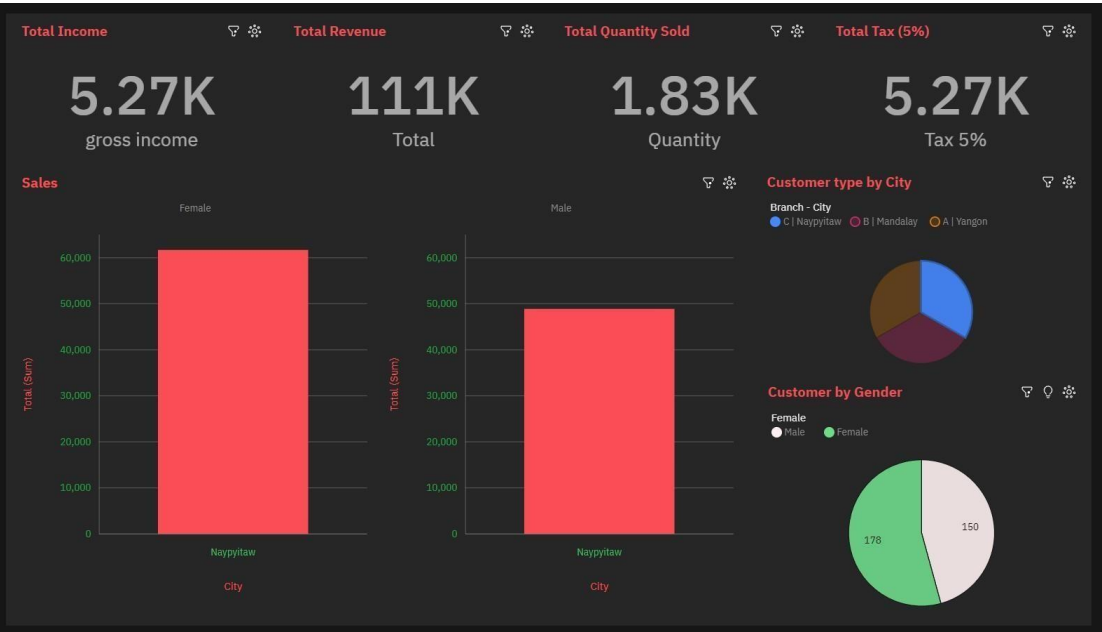 Total Income
Total Revenue
Total Quantity Sold
Total Tax (5%)
5.27K
gross income
111K
Total
1.83K
Quantity
5.27K
Tax 5%
Sales
Female
Total (Sum)
60,000
50,000
40,000
30,000
20,000
10,000
0
Naypyitaw
City
Male
Total (Sum)
60,000
50,000
40,000
30,000
20,000
10,000
0
Naypyitaw
City
Customer type by City
Branch - City
C | Naypyitaw B | Mandalay A | Yangon
Customer by Gender
Female
Male Female
178
150